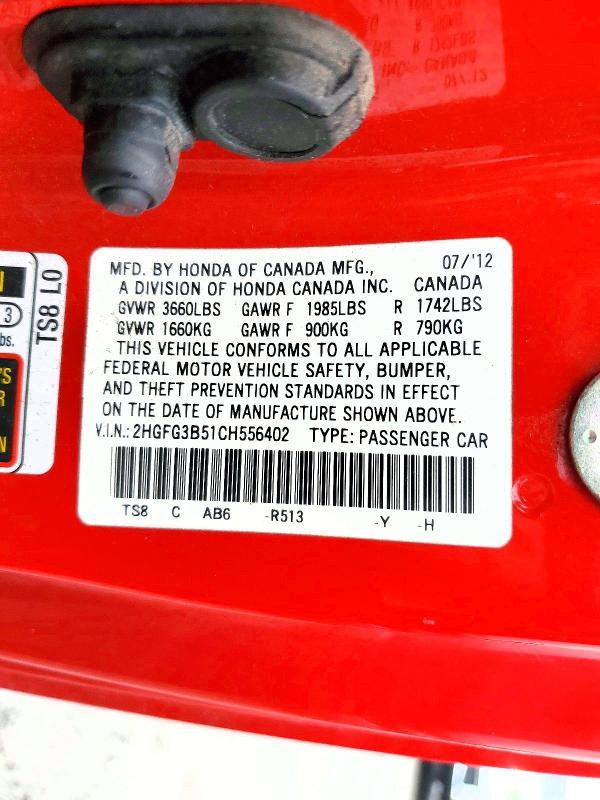 MFD. BY HONDA OF CANADA MFG., 07/'12
A DIVISION OF HONDA CANADA INC. CANADA
GVWR 3660LBS GAWR F 1985LBS R 1742LBS
GVWR 1660KG GAWR F 900KG R 790KG
THIS VEHICLE CONFORMS TO ALL APPLICABLE
FEDERAL MOTOR VEHICLE SAFETY, BUMPER,
AND THEFT PREVENTION STANDARDS IN EFFECT
ON THE DATE OF MANUFACTURE SHOWN ABOVE.
V.I.N.: 2HGFG3B51CH556402 TYPE: PASSENGER CAR
TS8 C AB6 -R513 -Y -H
TS8 L0
3